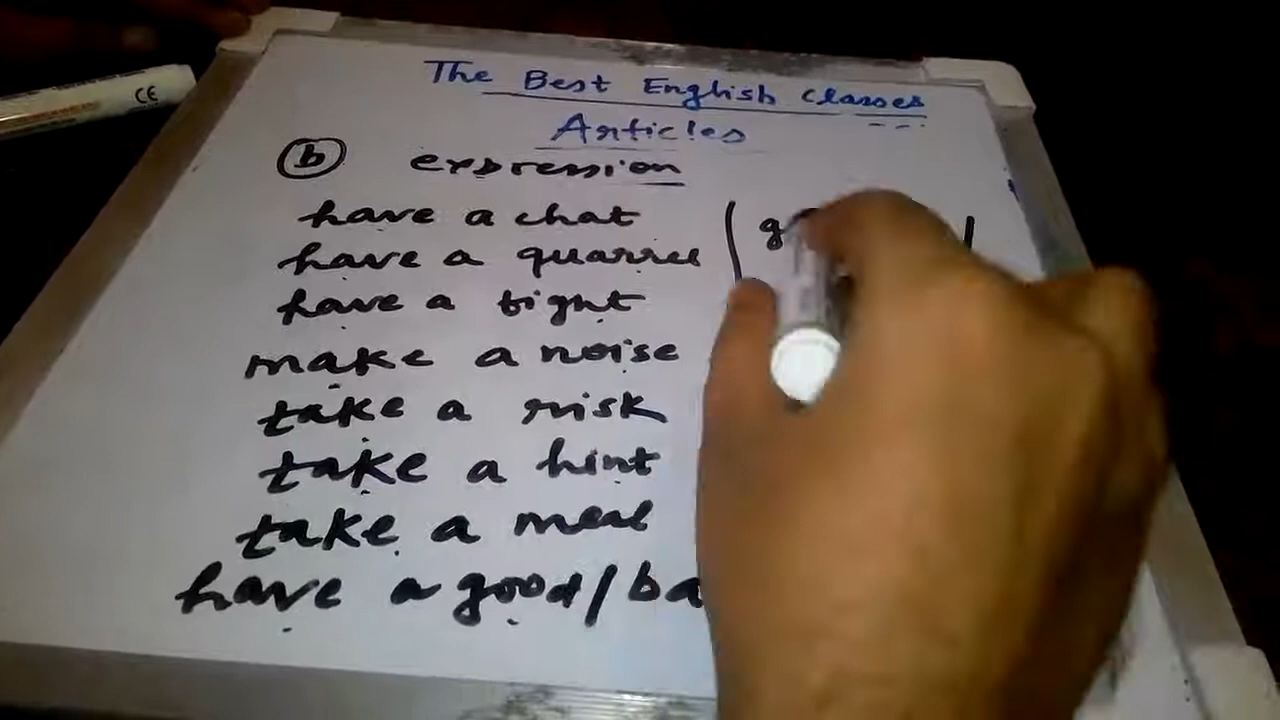 The Best English Classes
Articles
b expression
have a chat
have a quarrel
have a fight
make a noise
take a risk
take a hint
take a meal
have a good/ba
CE